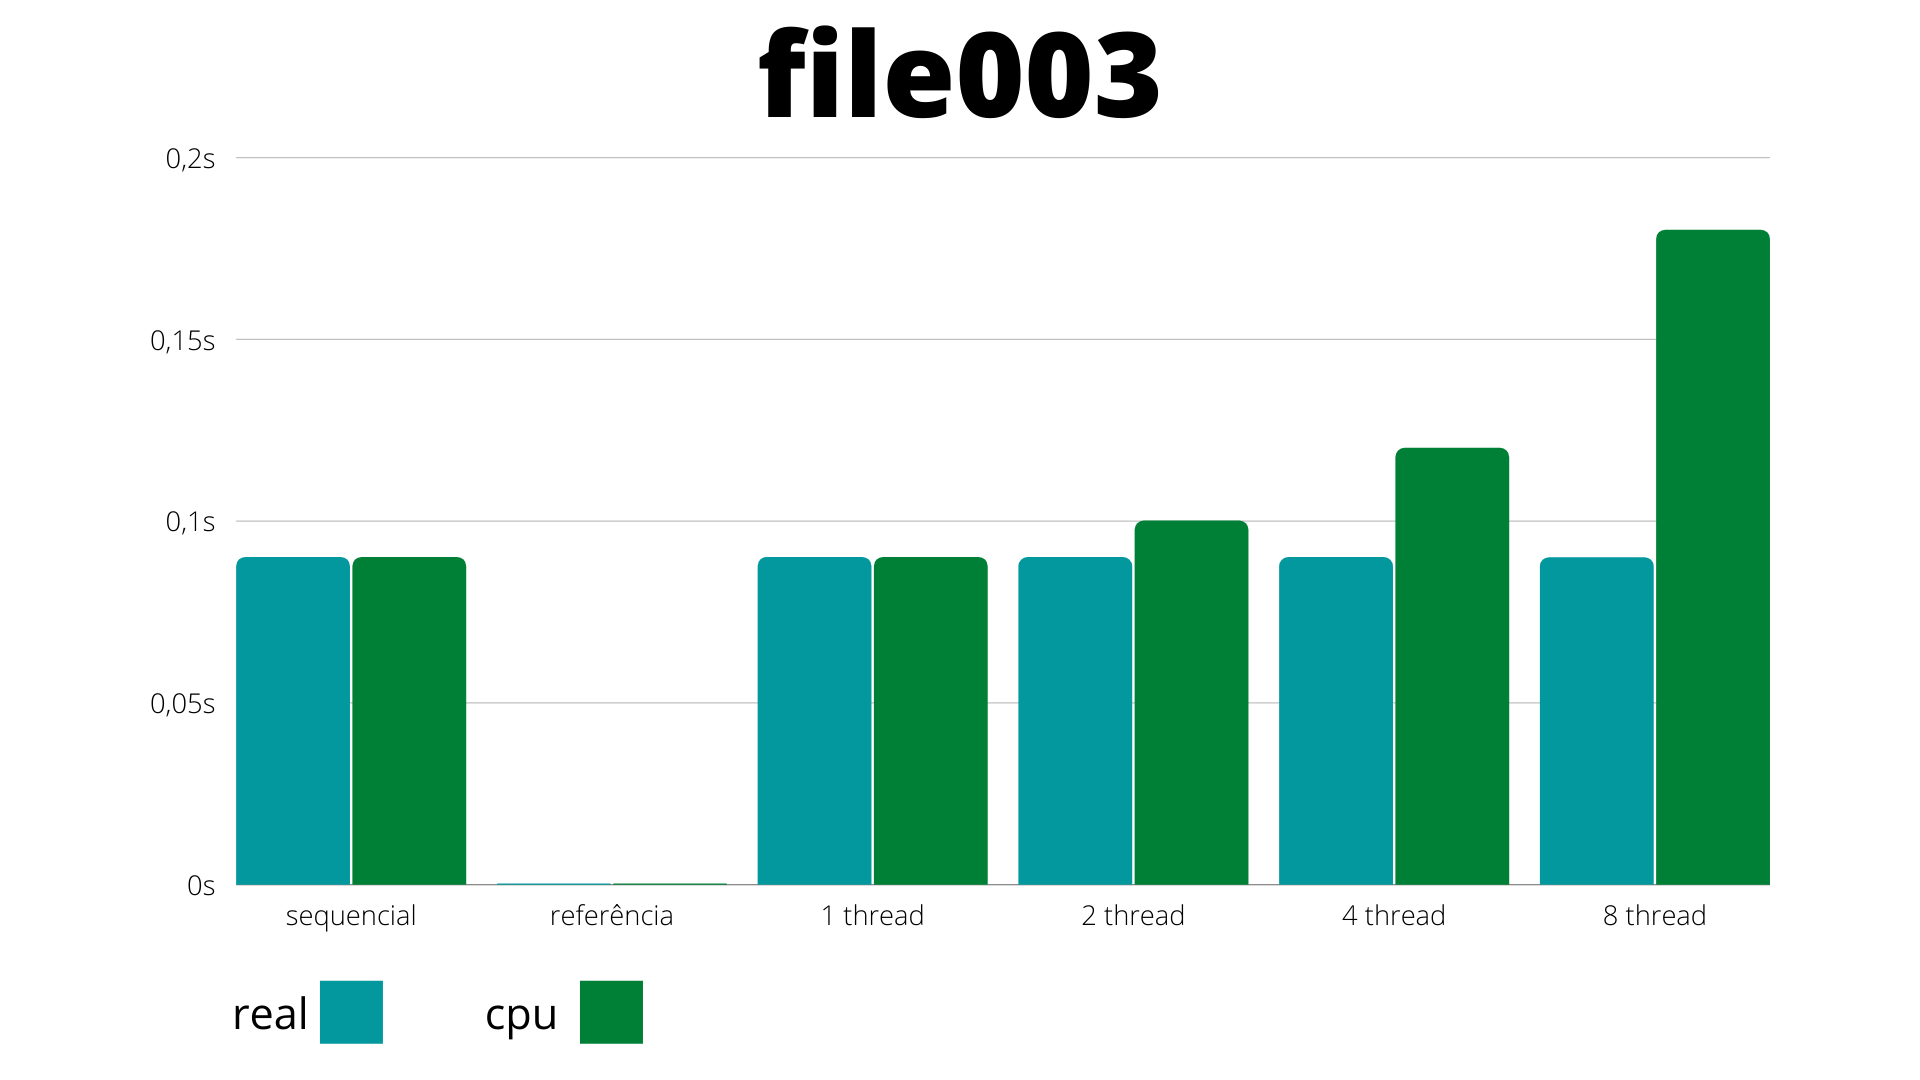 file003
0,2s
0,15s
0,1s
0,05s
0s
sequencial referência 1 thread 2 thread 4 thread 8 thread
real cpu